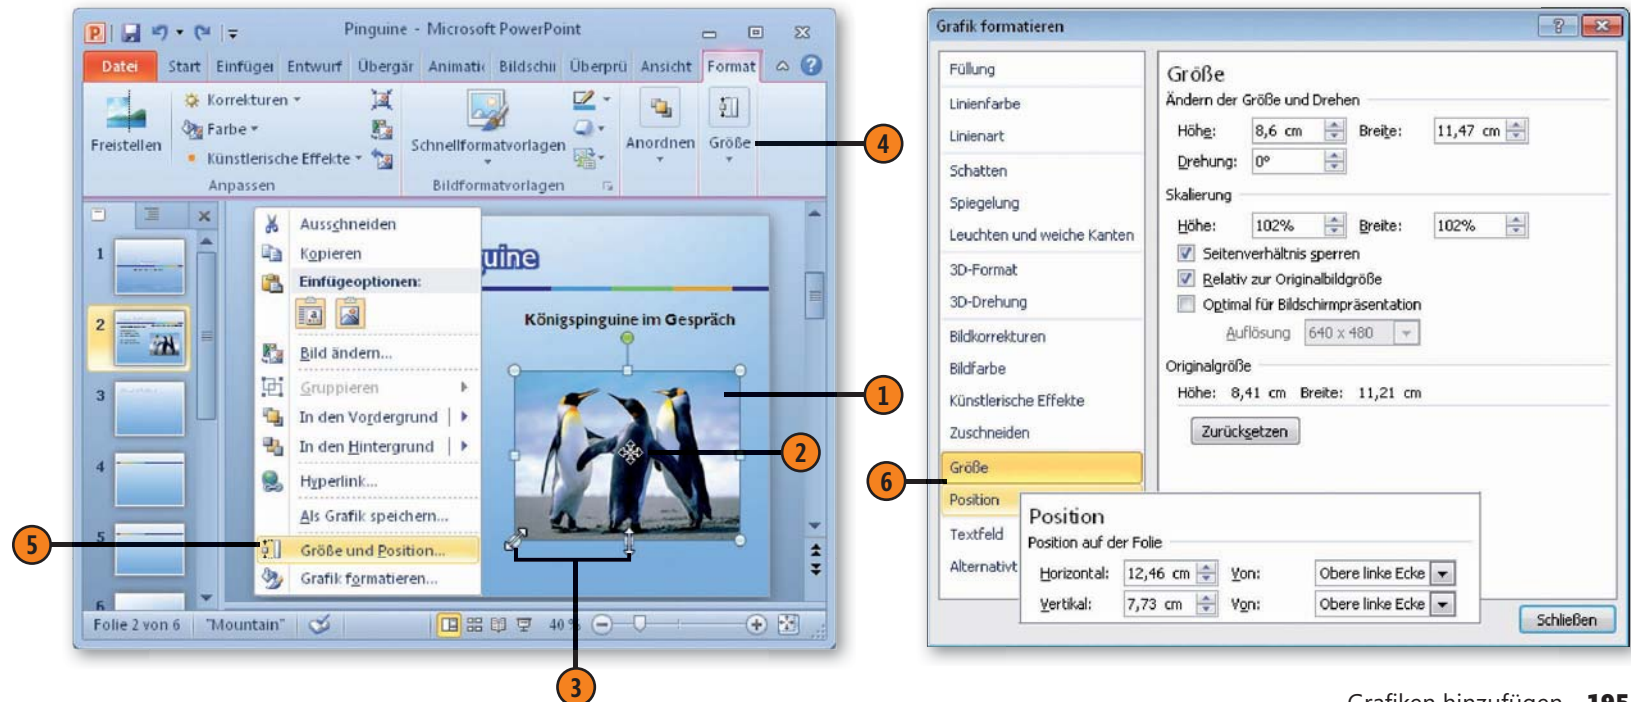 Pinguine - Microsoft PowerPoint
Datei Start Einfüger Entwurf Übergär Animatic Bildschii Überprü Ansicht Format
Freistellen
Korrekturen
Farbe
Künstlerische Effekte
Anpassen
Schnellformatvorlagen
Bildformatvorlagen
Anordnen
Größe
4
1
2
3
4
5
6
Ausschneiden
Kopieren
Einfügeoptionen:
a
Bild ändern...
Gruppieren
In den Vordergrund
In den Hintergrund
Hyperlink...
Als Grafik speichern...
Größe und Position...
Grafik formatieren...
uine
Königspinguine im Gespräch
1
2
5
3
Folie 2 von 6 "Mountain" 40 %
Grafik formatieren
Füllung
Linienfarbe
Linienart
Schatten
Spiegelung
Leuchten und weiche Kanten
3D-Format
3D-Drehung
Bildkorrekturen
Bildfarbe
Künstlerische Effekte
Zuschneiden
Größe
Position
Textfeld
Alternativt
6
Größe
Ändern der Größe und Drehen
Höhe: 8,6 cm Breite: 11,47 cm
Drehung: 0°
Skalierung
Höhe: 102% Breite: 102%
Seitenverhältnis sperren
Relativ zur Originalbildgröße
Optimal für Bildschirmpräsentation
Auflösung 640 x 480
Originalgröße
Höhe: 8,41 cm Breite: 11,21 cm
Zurücksetzen
Position
Position auf der Folie
Horizontal: 12,46 cm Von: Obere linke Ecke
Vertikal: 7,73 cm Von: Obere linke Ecke
Schließen
Grafiken hinzufügen 195